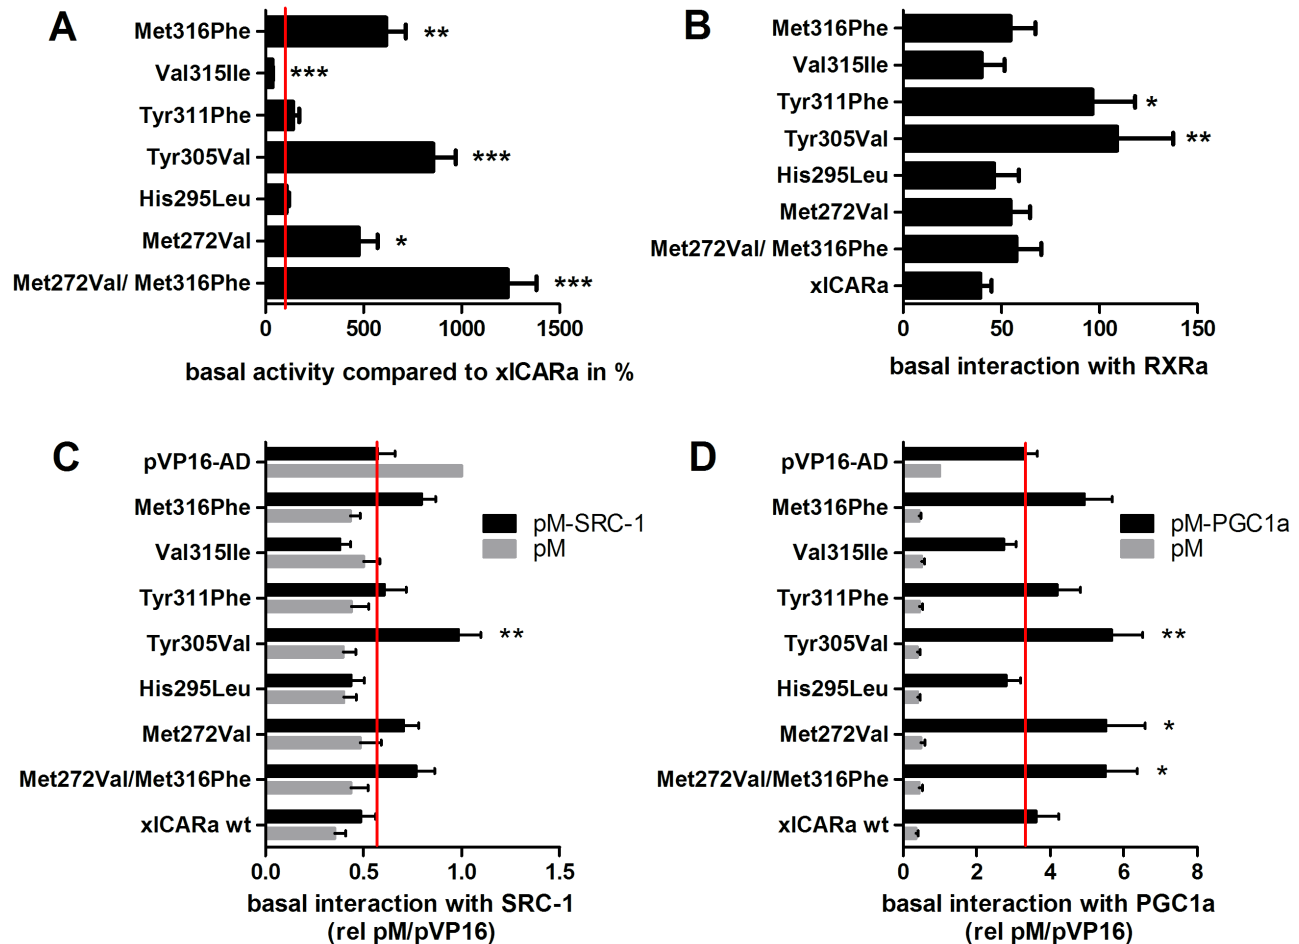 A
Met316Phe
**
Val315Ile
***
Tyr311Phe
Tyr305Val
***
His295Leu
Met272Val
*
Met272Val/ Met316Phe
***
0 500 1000 1500
basal activity compared to xlCARa in %
B
Met316Phe
Val315Ile
Tyr311Phe
*
Tyr305Val
**
His295Leu
Met272Val
Met272Val/ Met316Phe
xlCARa
0 50 100 150
basal interaction with RXRa
C
pVP16-AD
Met316Phe
Val315Ile
Tyr311Phe
Tyr305Val
**
His295Leu
Met272Val
Met272Val/Met316Phe
xlCARa wt
pM-SRC-1
pM
0.0 0.5 1.0 1.5
basal interaction with SRC-1
(rel pM/pVP16)
D
pVP16-AD
Met316Phe
Val315Ile
Tyr311Phe
Tyr305Val
**
His295Leu
Met272Val
*
Met272Val/Met316Phe
*
xlCARa wt
pM-PGC1a
pM
0 2 4 6 8
basal interaction with PGC1a
(rel pM/pVP16)